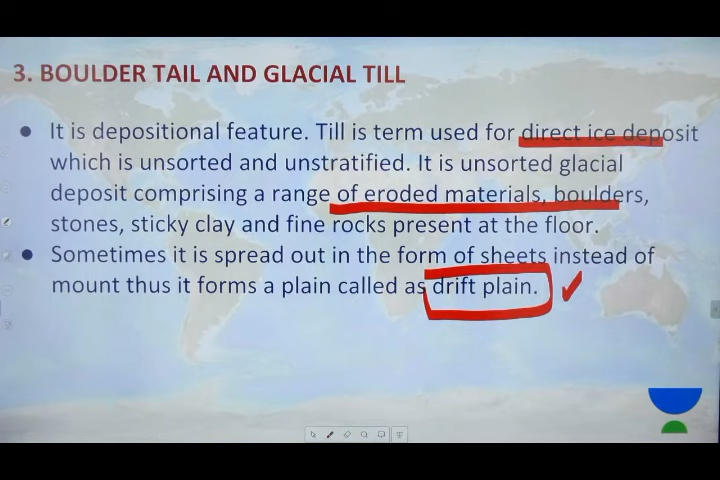 3. BOULDER TAIL AND GLACIAL TILL
● It is depositional feature. Till is term used for direct ice deposit
which is unsorted and unstratified. It is unsorted glacial
deposit comprising a range of eroded materials, boulders,
stones, sticky clay and fine rocks present at the floor.
● Sometimes it is spread out in the form of sheets instead of
mount thus it forms a plain called as drift plain.